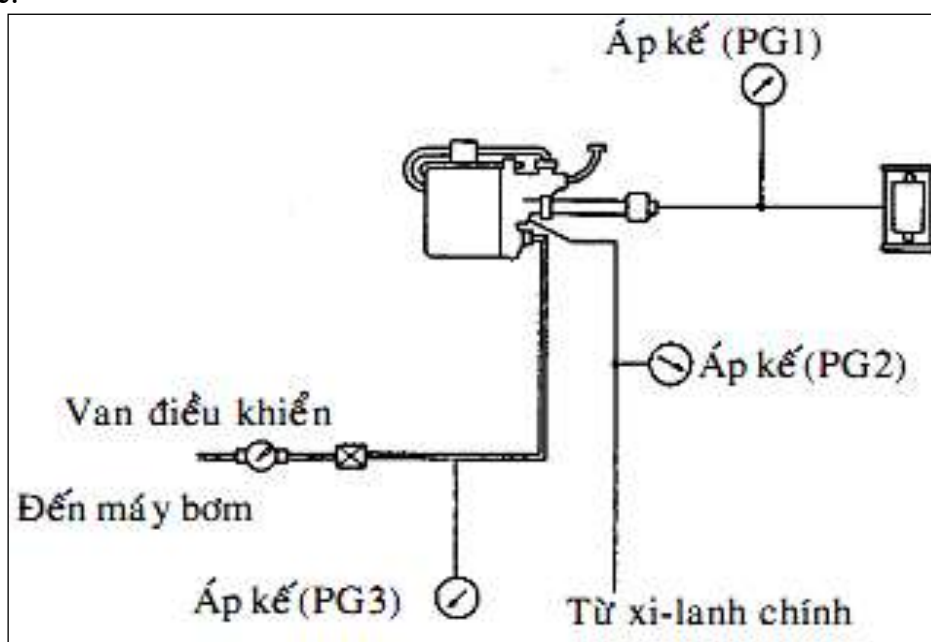 Áp kế (PG1)
Áp kế (PG2)
Van điều khiển
Đến máy bơm
Áp kế (PG3)
Từ xi-lanh chính